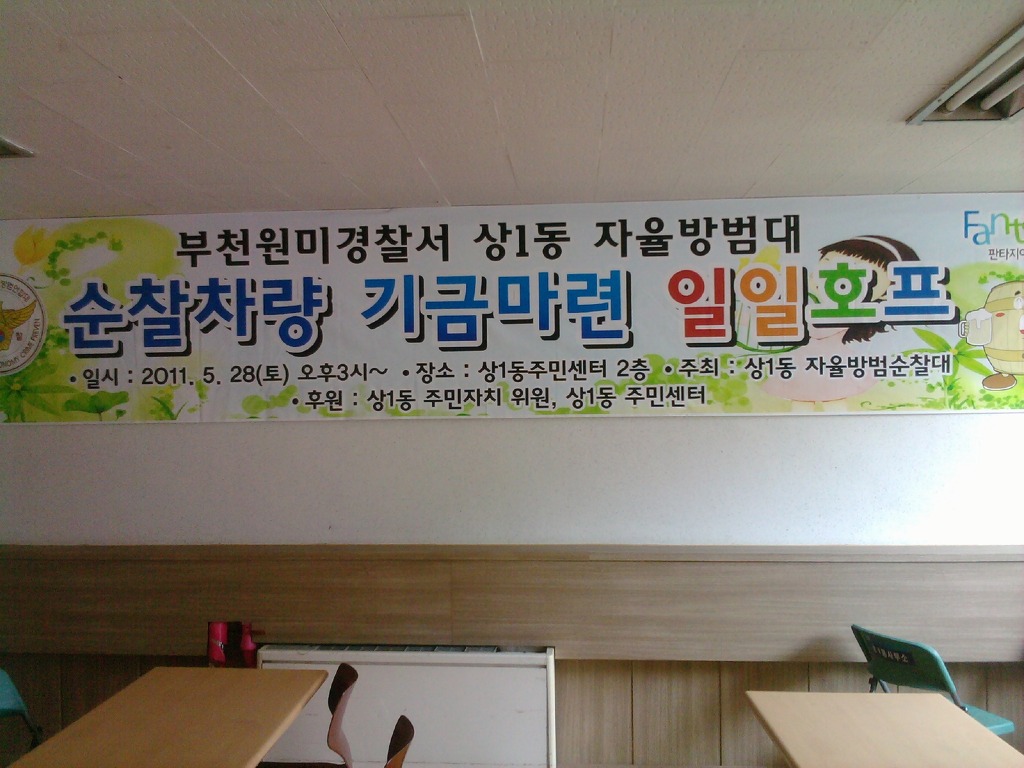 부천원미경찰서 상1동 자율방범대
순찰차량 기금마련 일일호프
• 일시 : 2011. 5. 28(토) 오후3시~ • 장소 : 상1동주민센터 2층 • 주최 : 상1동 자율방범순찰대
• 후원 : 상1동 주민자치 위원, 상1동 주민센터